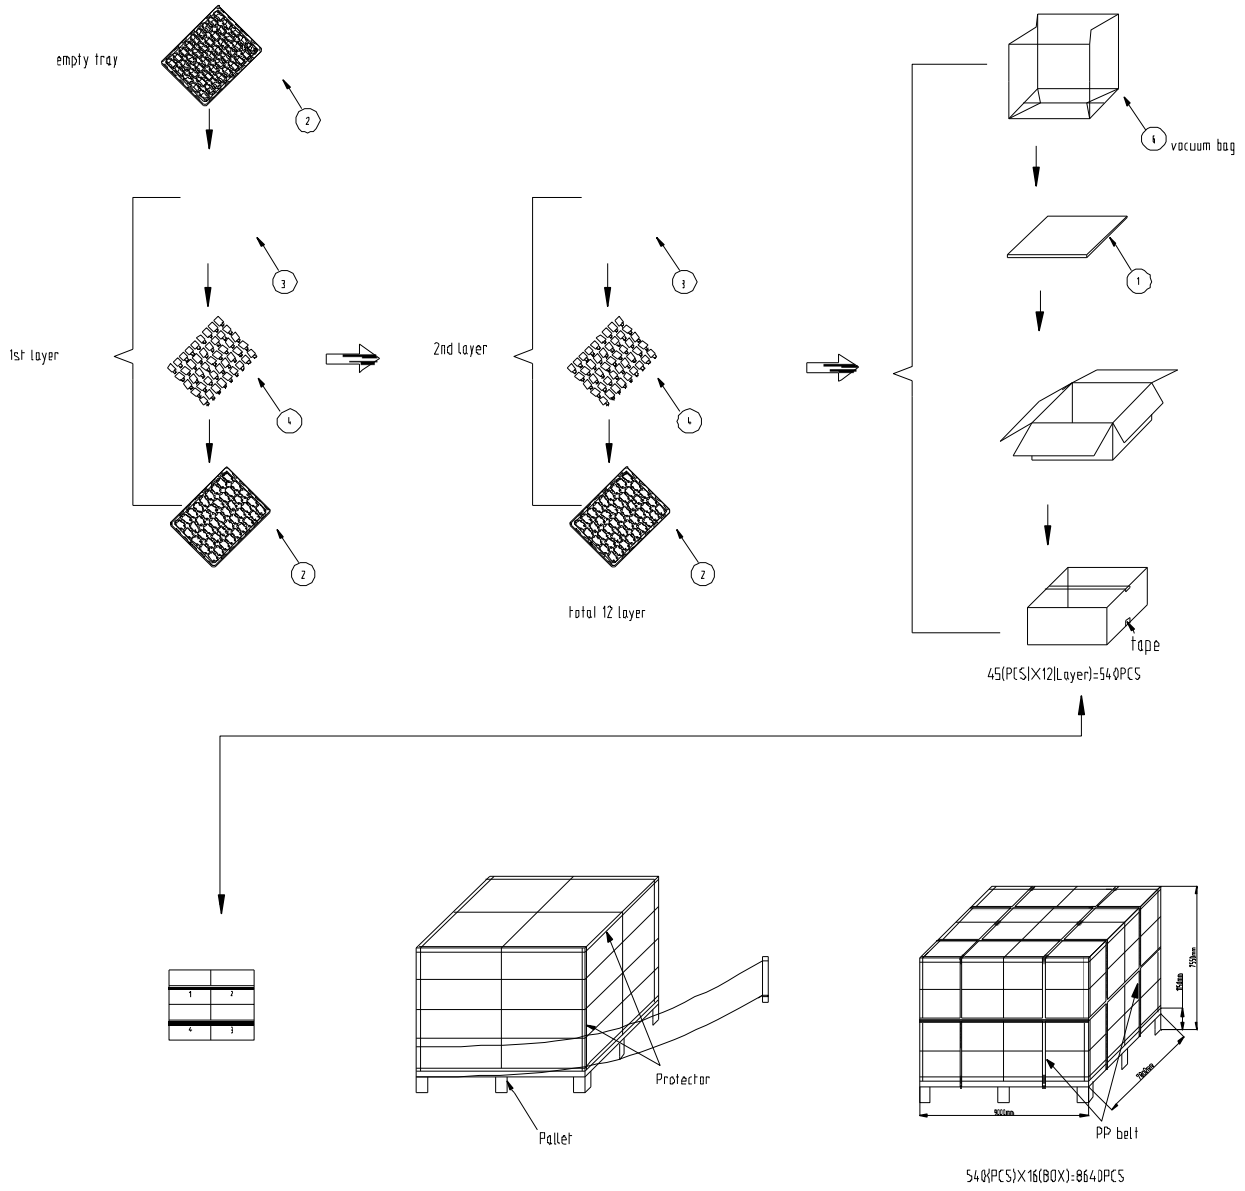 empty tray
2
6
vacuum bag
3
3
1
1st layer
2nd layer
4
4
2
2
total 12 layer
tape
45(PCS)X12(Layer)=540PCS
1 2
4 3
Protector
Pallet
PP belt
540(PCS)X16(BOX)=8640PCS